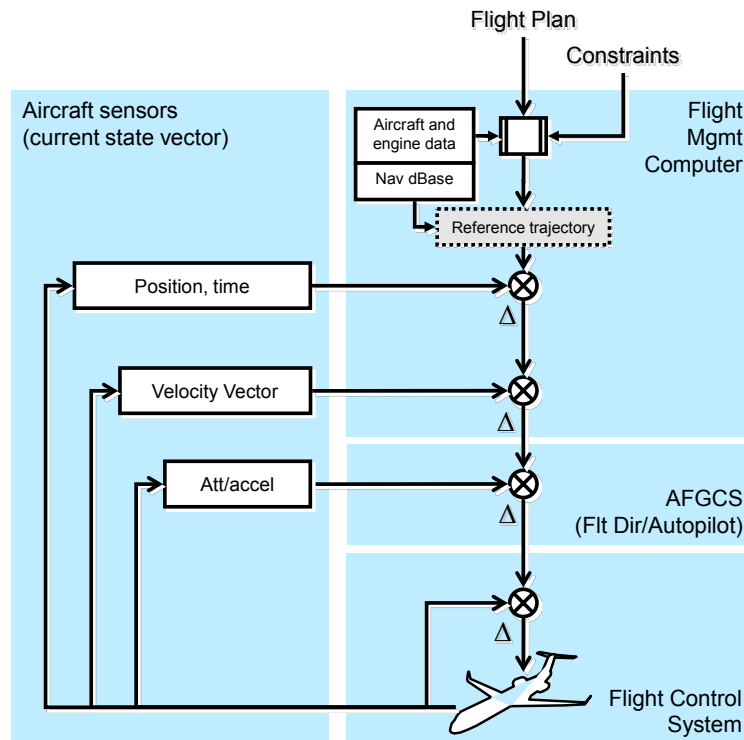 Flight Plan
Constraints
Aircraft sensors
(current state vector)
Flight
Mgmt
Computer
Aircraft and
engine data
Nav dBase
Reference trajectory
Position, time
Δ
Velocity Vector
Δ
Att/accel
Δ
AFGCS
(Flt Dir/Autopilot)
Δ
Flight Control
System